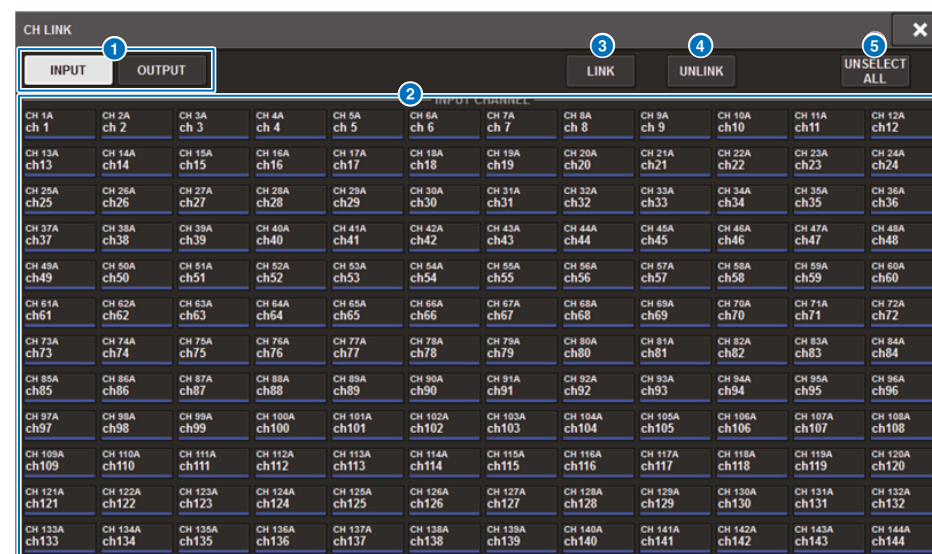 CH LINK
1 3 4 5
INPUT OUTPUT LINK UNLINK UNSELECT ALL
2 INPUT CHANNEL
CH 1A CH 2A CH 3A CH 4A CH 5A CH 6A CH 7A CH 8A CH 9A CH 10A CH 11A CH 12A
ch 1 ch 2 ch 3 ch 4 ch 5 ch 6 ch 7 ch 8 ch 9 ch10 ch11 ch12
CH 13A CH 14A CH 15A CH 16A CH 17A CH 18A CH 19A CH 20A CH 21A CH 22A CH 23A CH 24A
ch13 ch14 ch15 ch16 ch17 ch18 ch19 ch20 ch21 ch22 ch23 ch24
CH 25A CH 26A CH 27A CH 28A CH 29A CH 30A CH 31A CH 32A CH 33A CH 34A CH 35A CH 36A
ch25 ch26 ch27 ch28 ch29 ch30 ch31 ch32 ch33 ch34 ch35 ch36
CH 37A CH 38A CH 39A CH 40A CH 41A CH 42A CH 43A CH 44A CH 45A CH 46A CH 47A CH 48A
ch37 ch38 ch39 ch40 ch41 ch42 ch43 ch44 ch45 ch46 ch47 ch48
CH 49A CH 50A CH 51A CH 52A CH 53A CH 54A CH 55A CH 56A CH 57A CH 58A CH 59A CH 60A
ch49 ch50 ch51 ch52 ch53 ch54 ch55 ch56 ch57 ch58 ch59 ch60
CH 61A CH 62A CH 63A CH 64A CH 65A CH 66A CH 67A CH 68A CH 69A CH 70A CH 71A CH 72A
ch61 ch62 ch63 ch64 ch65 ch66 ch67 ch68 ch69 ch70 ch71 ch72
CH 73A CH 74A CH 75A CH 76A CH 77A CH 78A CH 79A CH 80A CH 81A CH 82A CH 83A CH 84A
ch73 ch74 ch75 ch76 ch77 ch78 ch79 ch80 ch81 ch82 ch83 ch84
CH 85A CH 86A CH 87A CH 88A CH 89A CH 90A CH 91A CH 92A CH 93A CH 94A CH 95A CH 96A
ch85 ch86 ch87 ch88 ch89 ch90 ch91 ch92 ch93 ch94 ch95 ch96
CH 97A CH 98A CH 99A CH 100A CH 101A CH 102A CH 103A CH 104A CH 105A CH 106A CH 107A CH 108A
ch97 ch98 ch99 ch100 ch101 ch102 ch103 ch104 ch105 ch106 ch107 ch108
CH 109A CH 110A CH 111A CH 112A CH 113A CH 114A CH 115A CH 116A CH 117A CH 118A CH 119A CH 120A
ch109 ch110 ch111 ch112 ch113 ch114 ch115 ch116 ch117 ch118 ch119 ch120
CH 121A CH 122A CH 123A CH 124A CH 125A CH 126A CH 127A CH 128A CH 129A CH 130A CH 131A CH 132A
ch121 ch122 ch123 ch124 ch125 ch126 ch127 ch128 ch129 ch130 ch131 ch132
CH 133A CH 134A CH 135A CH 136A CH 137A CH 138A CH 139A CH 140A CH 141A CH 142A CH 143A CH 144A
ch133 ch134 ch135 ch136 ch137 ch138 ch139 ch140 ch141 ch142 ch143 ch144